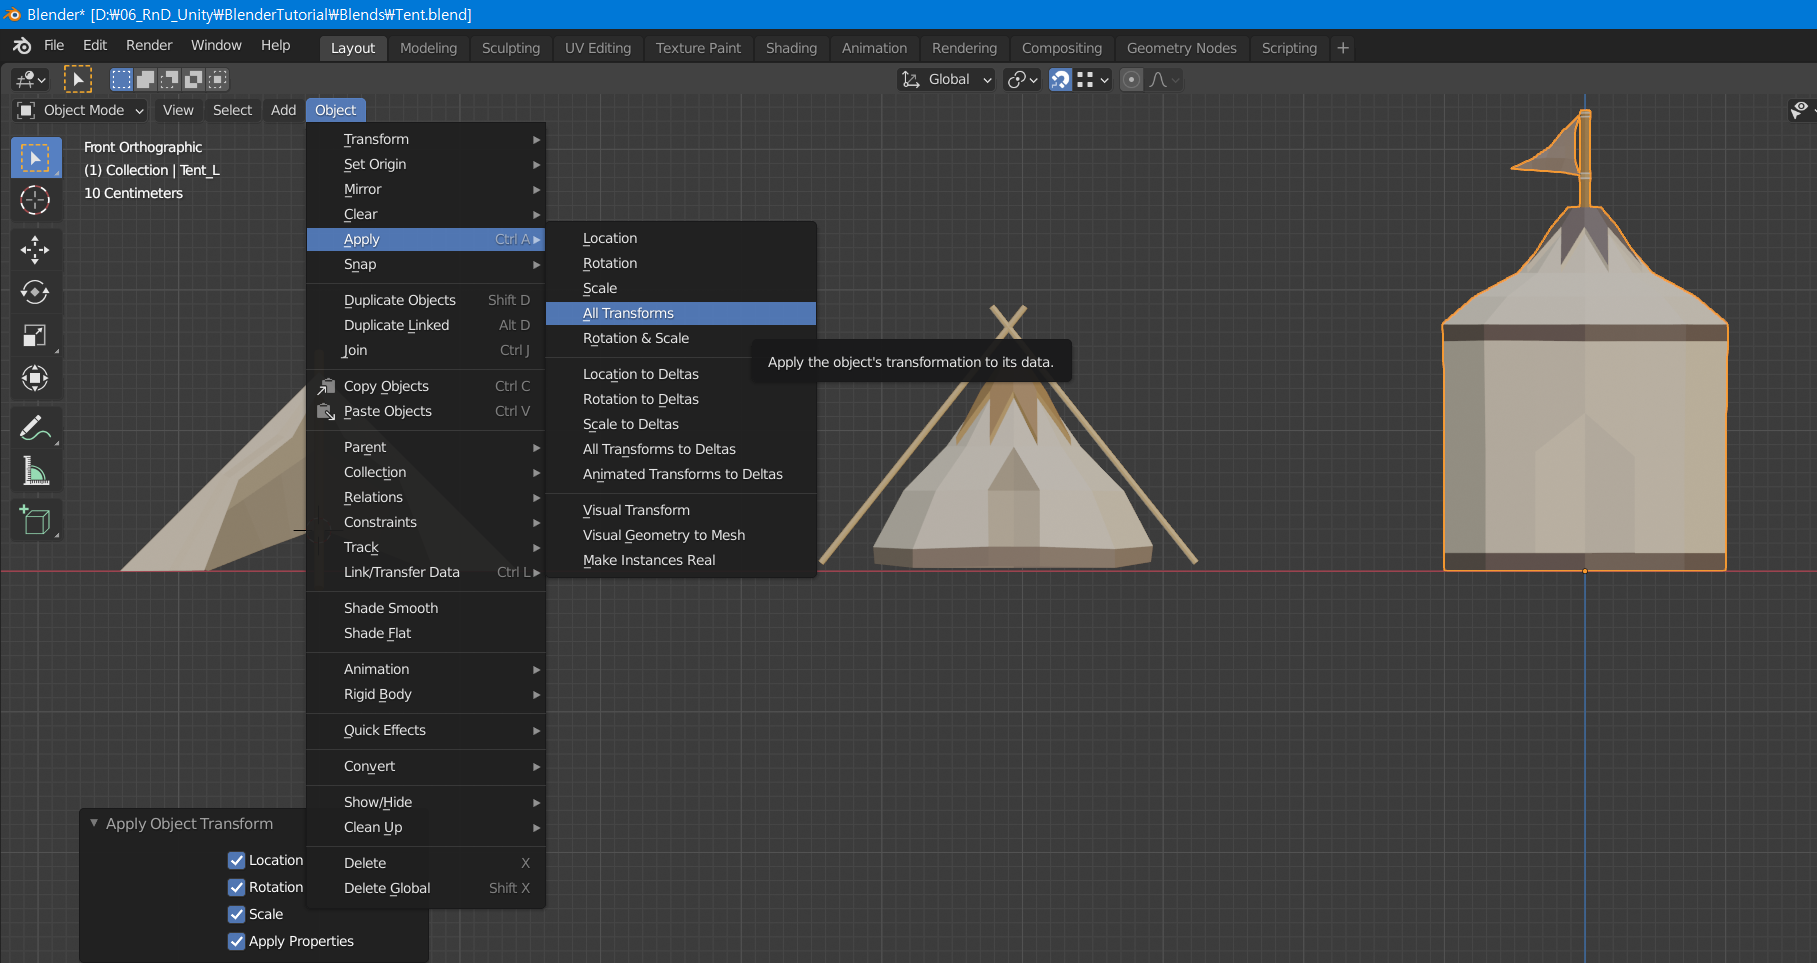 Blender* [D:₩06_RnD_Unity₩BlenderTutorial₩Blends₩Tent.blend]
File Edit Render Window Help Layout Modeling Sculpting UV Editing Texture Paint Shading Animation Rendering Compositing Geometry Nodes Scripting +
Global
Object Mode View Select Add Object
Front Orthographic
(1) Collection | Tent_L
10 Centimeters
Transform
Set Origin
Mirror
Clear
Apply Ctrl A
Snap
Duplicate Objects Shift D
Duplicate Linked Alt D
Join Ctrl J
Copy Objects Ctrl C
Paste Objects Ctrl V
Parent
Collection
Relations
Constraints
Track
Link/Transfer Data Ctrl L
Shade Smooth
Shade Flat
Animation
Rigid Body
Quick Effects
Convert
Show/Hide
Clean Up
Delete X
Delete Global Shift X
Location
Rotation
Scale
All Transforms
Rotation & Scale
Location to Deltas
Rotation to Deltas
Scale to Deltas
All Transforms to Deltas
Animated Transforms to Deltas
Visual Transform
Visual Geometry to Mesh
Make Instances Real
Apply the object's transformation to its data.
Apply Object Transform
Location
Rotation
Scale
Apply Properties